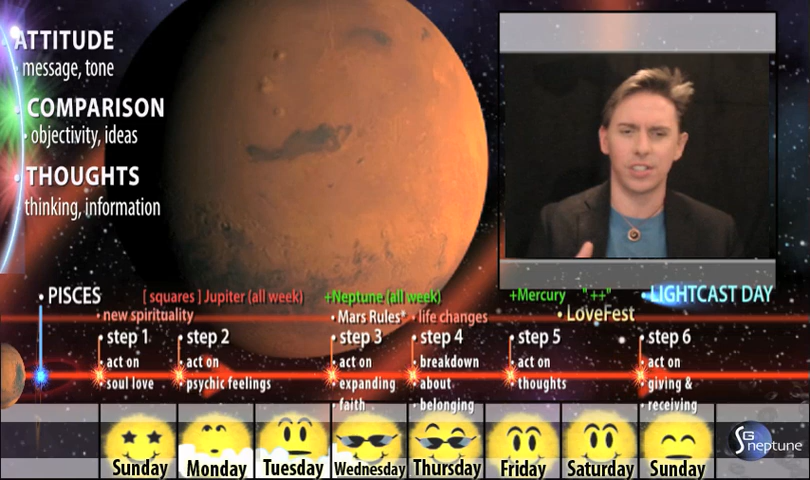 ATTITUDE
message, tone
• COMPARISON
• objectivity, ideas
• THOUGHTS
thinking, information
• PISCES
[ squares ] Jupiter (all week)
+Neptune (all week)
+Mercury "++"
• LIGHTCAST DAY
• new spirituality
• Mars Rules*
• life changes
• LoveFest
• step 1
• act on
• soul love
• step 2
• act on
• psychic feelings
• step 3
• act on
• expanding
• faith
• step 4
• breakdown
• about
• belonging
• step 5
• act on
• thoughts
• step 6
• act on
• giving &
• receiving
Sunday
Monday
Tuesday
Wednesday
Thursday
Friday
Saturday
Sunday
SG
neptune